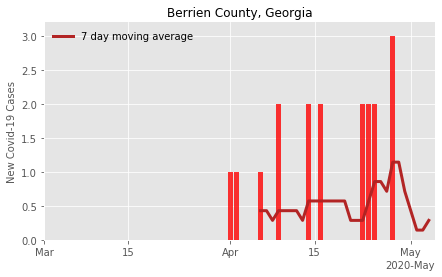 Berrien County, Georgia
7 day moving average
New Covid-19 Cases
3.0
2.5
2.0
1.5
1.0
0.5
0.0
Mar 15 Apr 15 May
2020-May